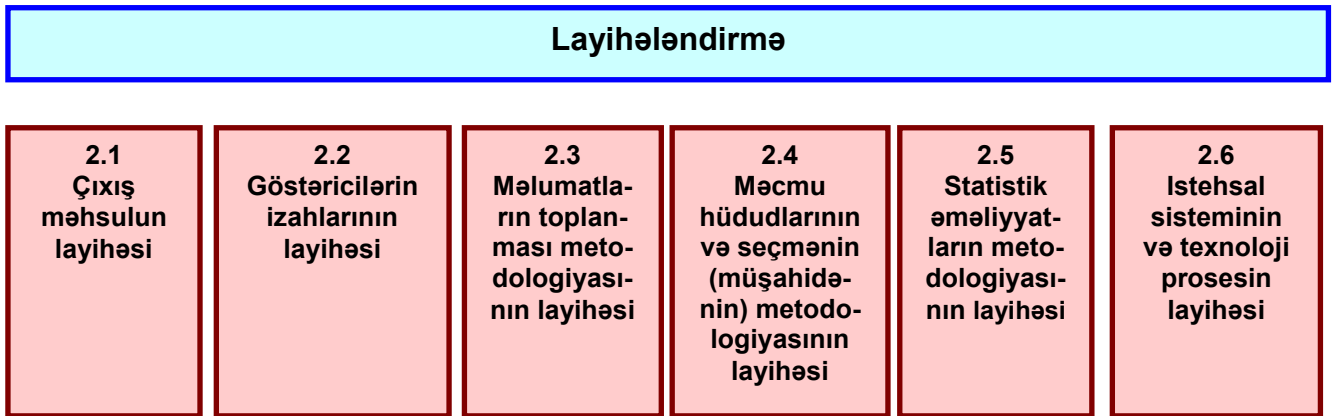 Layihələndirmə
2.1
Çıxış
məhsulun
layihəsi
2.2
Göstəricilərin
izahlarının
layihəsi
2.3
Məlumatla-
rın toplan-
ması meto-
dologiyası-
nın layihəsi
2.4
Məcmu
hüdudlarının
və seçmənin
(müşahidə-
nin) metodo-
logiyasının
layihəsi
2.5
Statistik
əməliyyat-
ların meto-
dologiyası-
nın layihəsi
2.6
Istehsal
sisteminin
və texnoloji
prosesin
layihəsi